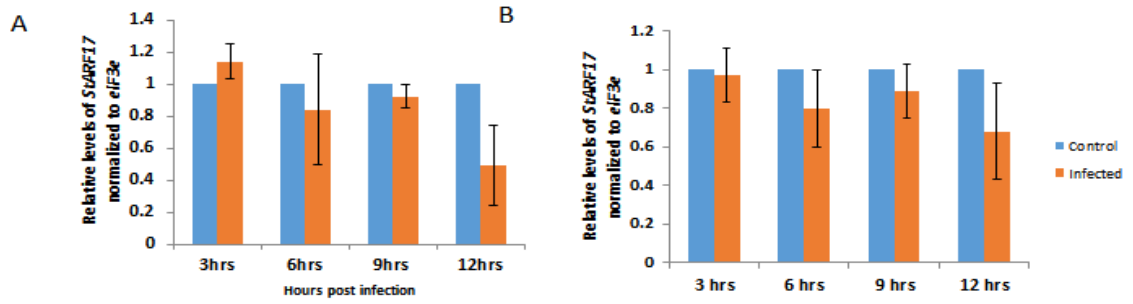 A
Relative levels of StARF17
normalized to eIF3e
1.4
1.2
1
0.8
0.6
0.4
0.2
0
3hrs 6hrs 9hrs 12hrs
Hours post infection
B
Relative levels of StARF17
normalized to eIF3e
1.2
1
0.8
0.6
0.4
0.2
0
3 hrs 6 hrs 9 hrs 12 hrs
Control
Infected